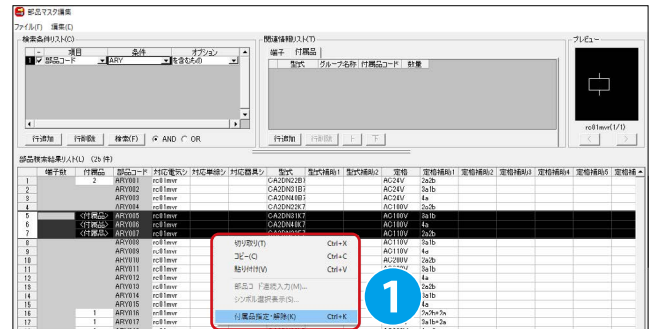 部品マスタ編集
ファイル(F) 編集(E)
検索条件リスト(C)
- 項目 条件 オプション
1 部品コード ARY を含むもの
行追加 行削除 検索(F) AND OR
関連情報リスト(T)
端子 付属品
型式 グループ名称 付属品コード 数量
行追加 行削除 上 下
プレビュー
rc01mvr(1/1)
< >
部品検索結果リスト(L) (25 件)
端子数 付属品 部品コード 対応電気シ 対応単線シ 対応器具シ 型式 型式補助1 型式補助2 定格 定格補助1 定格補助2 定格補助3 定格補助4 定格補助5 定格補
1 2 ARY001 rc01mvr CA2DN22B7 AC24V 2a2b
2 ARY002 rc01mvr CA2DN31B7 AC24V 3a1b
3 ARY003 rc01mvr CA2DN40B7 AC24V 4a
4 ARY004 rc01mvr CA2DN22K7 AC100V 2a2b
5 <付属品> ARY005 rc01mvr CA2DN31K7 AC100V 3a1b
6 <付属品> ARY006 rc01mvr CA2DN40K7 AC100V 4a
7 <付属品> ARY007 rc01mvr AC110V 2a2b
8 ARY008 rc01mvr AC110V 3a1b
9 ARY009 rc01mvr AC110V 4a
10 ARY010 rc01mvr AC200V 2a2b
11 ARY011 rc01mvr 3a1b
12 ARY012 rc01mvr 4a
13 ARY013 rc01mvr 2a2b
14 ARY014 rc01mvr 3a1b
15 ARY015 rc01mvr 4a
16 1 ARY016 rc01mvr 2a2b+2a
17 1 ARY017 rc01mvr 3a1b+2a
切り取り(T) Ctrl+X
コピー(C) Ctrl+C
貼り付け(V) Ctrl+V
部品コード連続入力(M)...
シンボル選択表示(S)...
付属品指定・解除(K) Ctrl+K
1